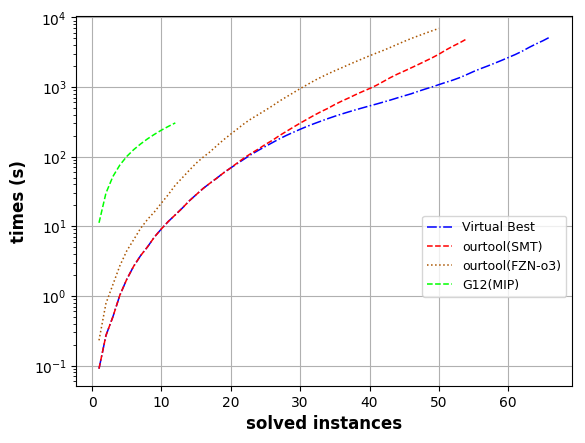 10^4
10^3
10^2
10^1
10^0
10^−1
times (s)
Virtual Best
ourtool(SMT)
ourtool(FZN-o3)
G12(MIP)
0 10 20 30 40 50 60
solved instances